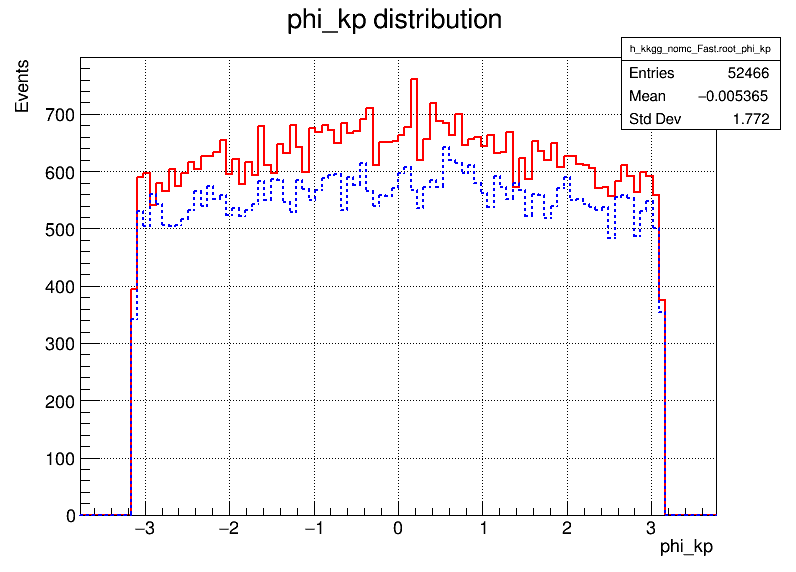 phi_kp distribution
h_kkgg_nomc_Fast.root_phi_kp
Entries 52466
Mean −0.005365
Std Dev 1.772
Events
700
600
500
400
300
200
100
0
−3 −2 −1 0 1 2 3
phi_kp